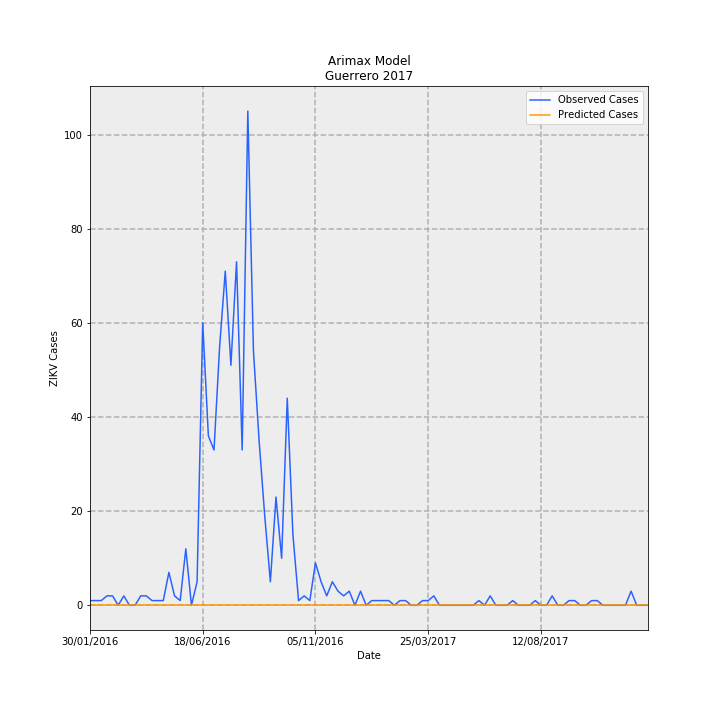 Arimax Model
Guerrero 2017
Observed Cases
Predicted Cases
100
80
60
40
20
0
ZIKV Cases
30/01/2016
18/06/2016
05/11/2016
25/03/2017
12/08/2017
Date